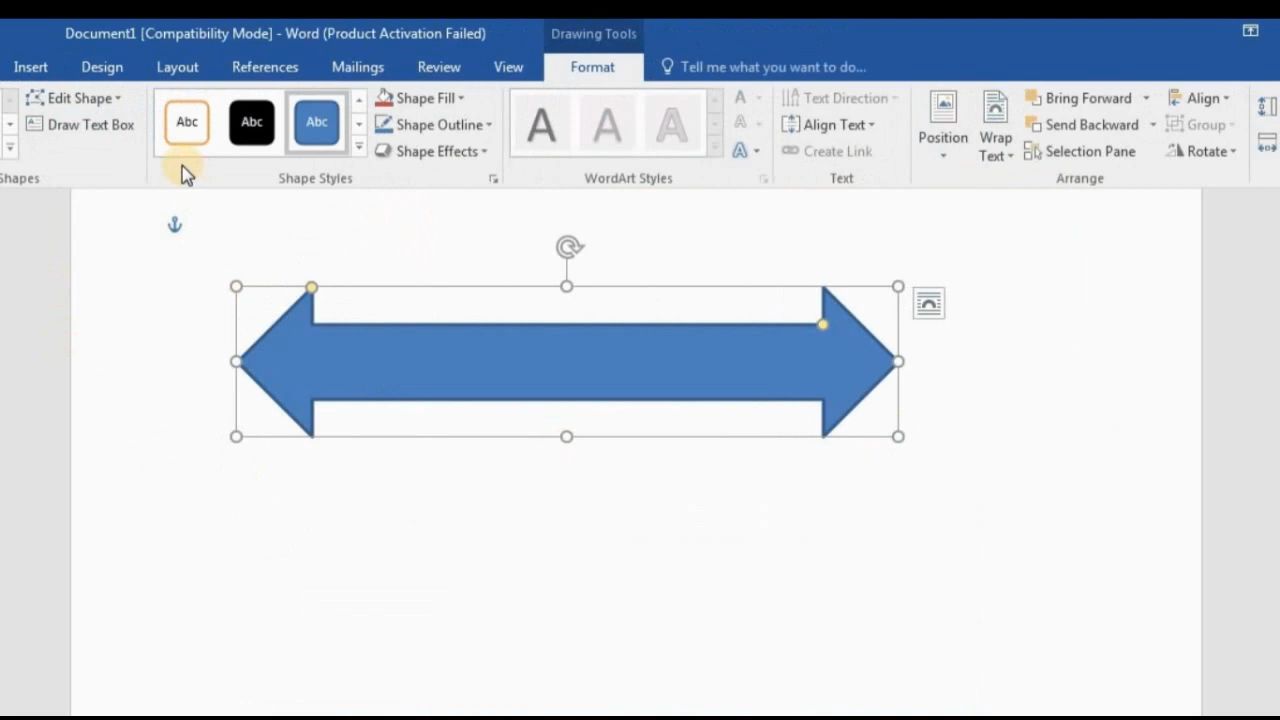 Document1 [Compatibility Mode] - Word (Product Activation Failed)
Drawing Tools
Insert Design Layout References Mailings Review View Format Tell me what you want to do...
Edit Shape
Draw Text Box
Abc Abc Abc
Shape Fill
Shape Outline
Shape Effects
A A A
A
A
A
Text Direction
Align Text
Create Link
Position
Wrap
Text
Bring Forward
Send Backward
Selection Pane
Align
Group
Rotate
Shapes Shape Styles WordArt Styles Text Arrange